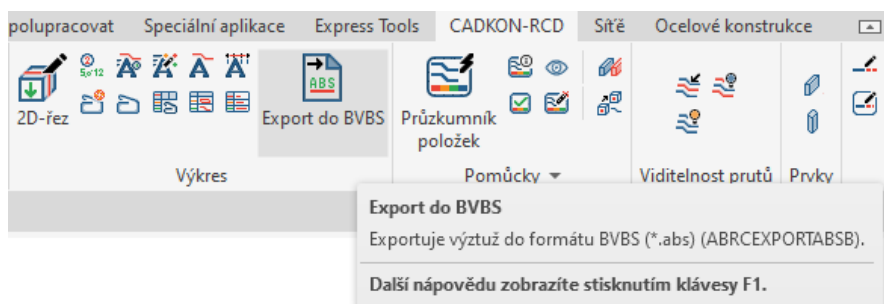 polupracovat Speciální aplikace Express Tools CADKON-RCD Sítě Ocelové konstrukce
2D-řez
ABS
Export do BVBS
Průzkumník
položek
Výkres
Pomůcky
Viditelnost prutů
Prvky
Export do BVBS
Exportuje výztuž do formátu BVBS (*.abs) (ABRCEXPORTABSB).
Další nápovědu zobrazíte stisknutím klávesy F1.